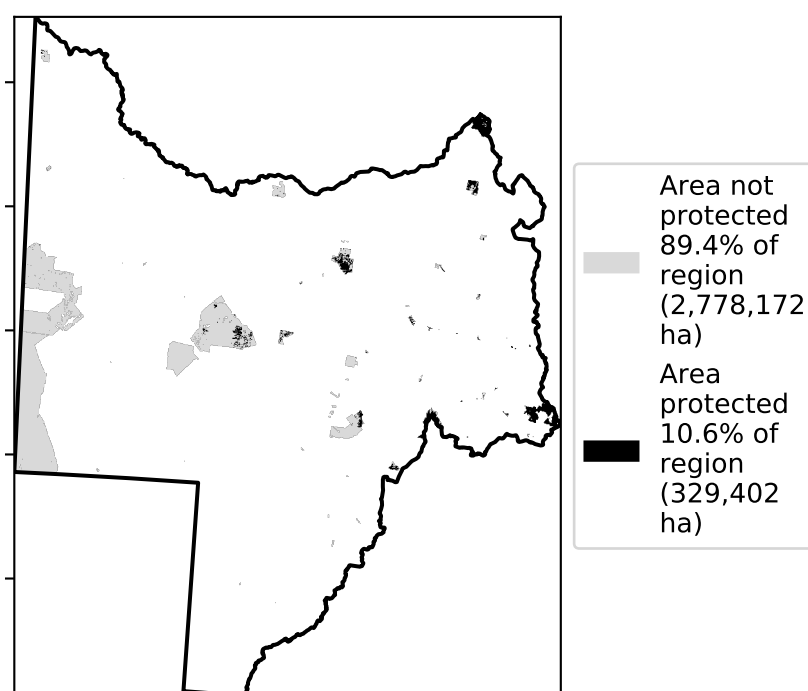 Area not
protected
89.4% of
region
(2,778,172
ha)
Area
protected
10.6% of
region
(329,402
ha)